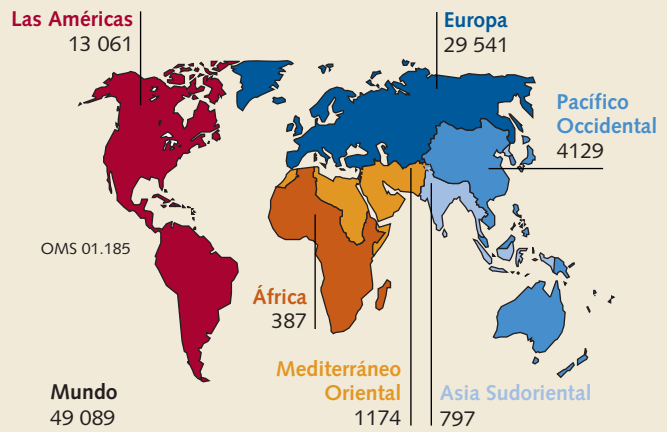 Las Américas
13 061
Europa
29 541
Pacífico
Occidental
4129
OMS 01.185
África
387
Mediterráneo
Oriental
1174
Asia Sudoriental
797
Mundo
49 089